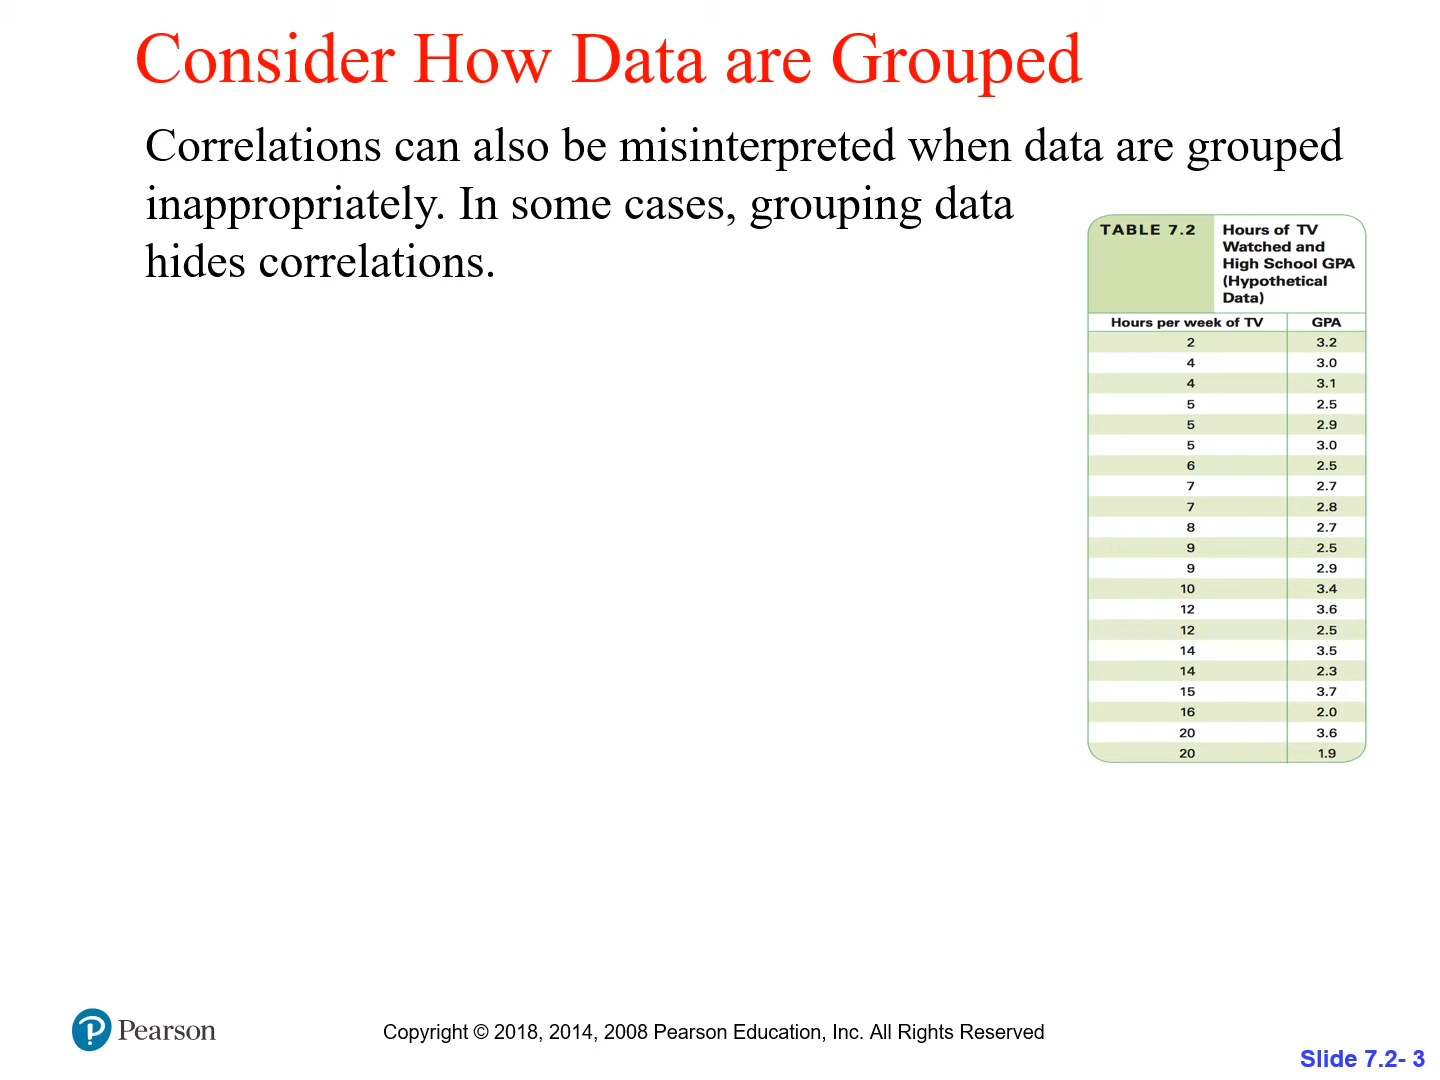 Consider How Data are Grouped
Correlations can also be misinterpreted when data are grouped
inappropriately. In some cases, grouping data
hides correlations.
TABLE 7.2
Hours of TV
Watched and
High School GPA
(Hypothetical
Data)
Hours per week of TV GPA
2 3.2
4 3.0
4 3.1
5 2.5
5 2.9
5 3.0
6 2.5
7 2.7
7 2.8
8 2.7
9 2.5
9 2.9
10 3.4
12 3.6
12 2.5
14 3.5
14 2.3
15 3.7
16 2.0
20 3.6
20 1.9
P Pearson
Copyright © 2018, 2014, 2008 Pearson Education, Inc. All Rights Reserved
Slide 7.2- 3